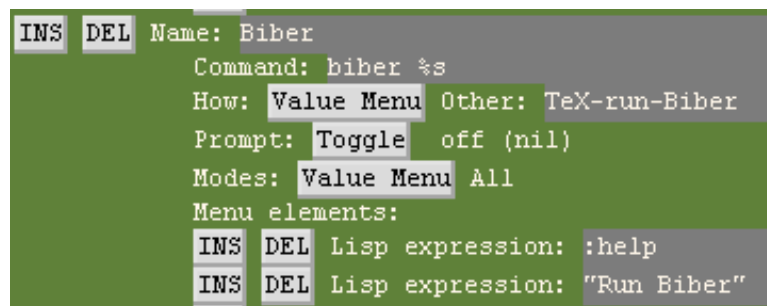 INS DEL Name: Biber
Command: biber %s
How: Value Menu Other: TeX-run-Biber
Prompt: Toggle off (nil)
Modes: Value Menu All
Menu elements:
INS DEL Lisp expression: :help
INS DEL Lisp expression: "Run Biber"